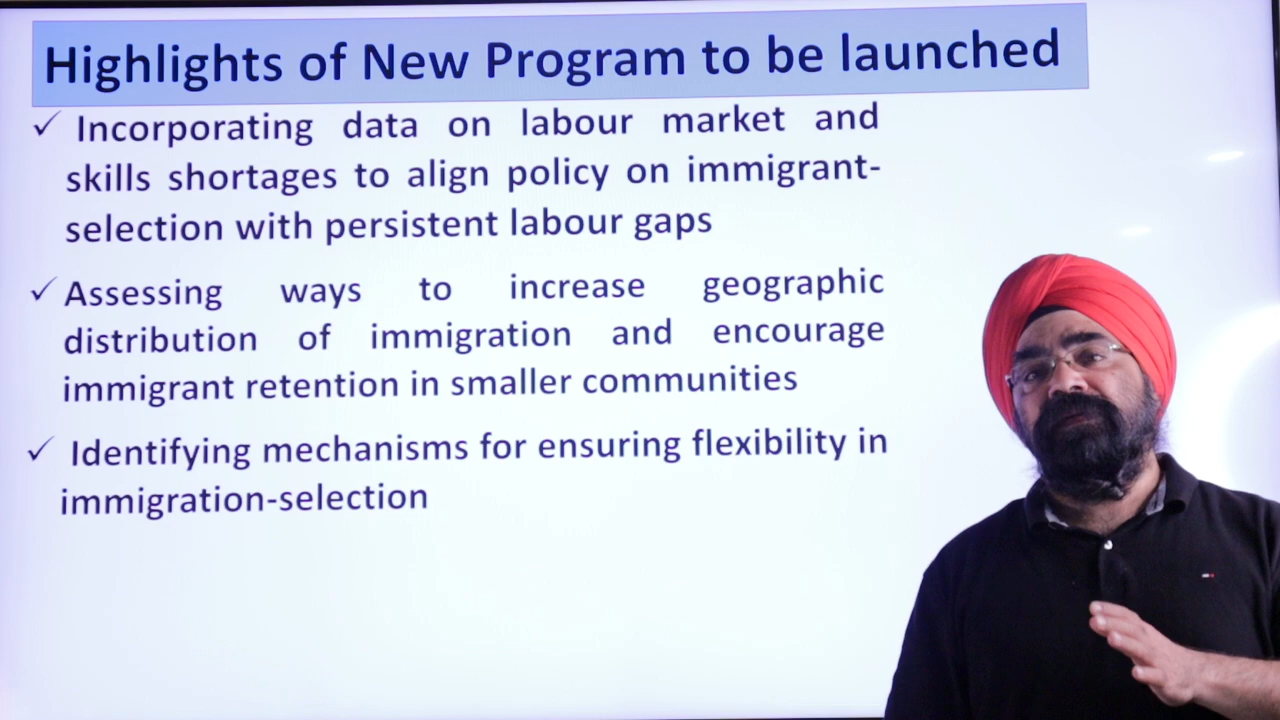 Highlights of New Program to be launched
✓ Incorporating data on labour market and
skills shortages to align policy on immigrant-
selection with persistent labour gaps
✓ Assessing ways to increase geographic
distribution of immigration and encourage
immigrant retention in smaller communities
✓ Identifying mechanisms for ensuring flexibility in
immigration-selection